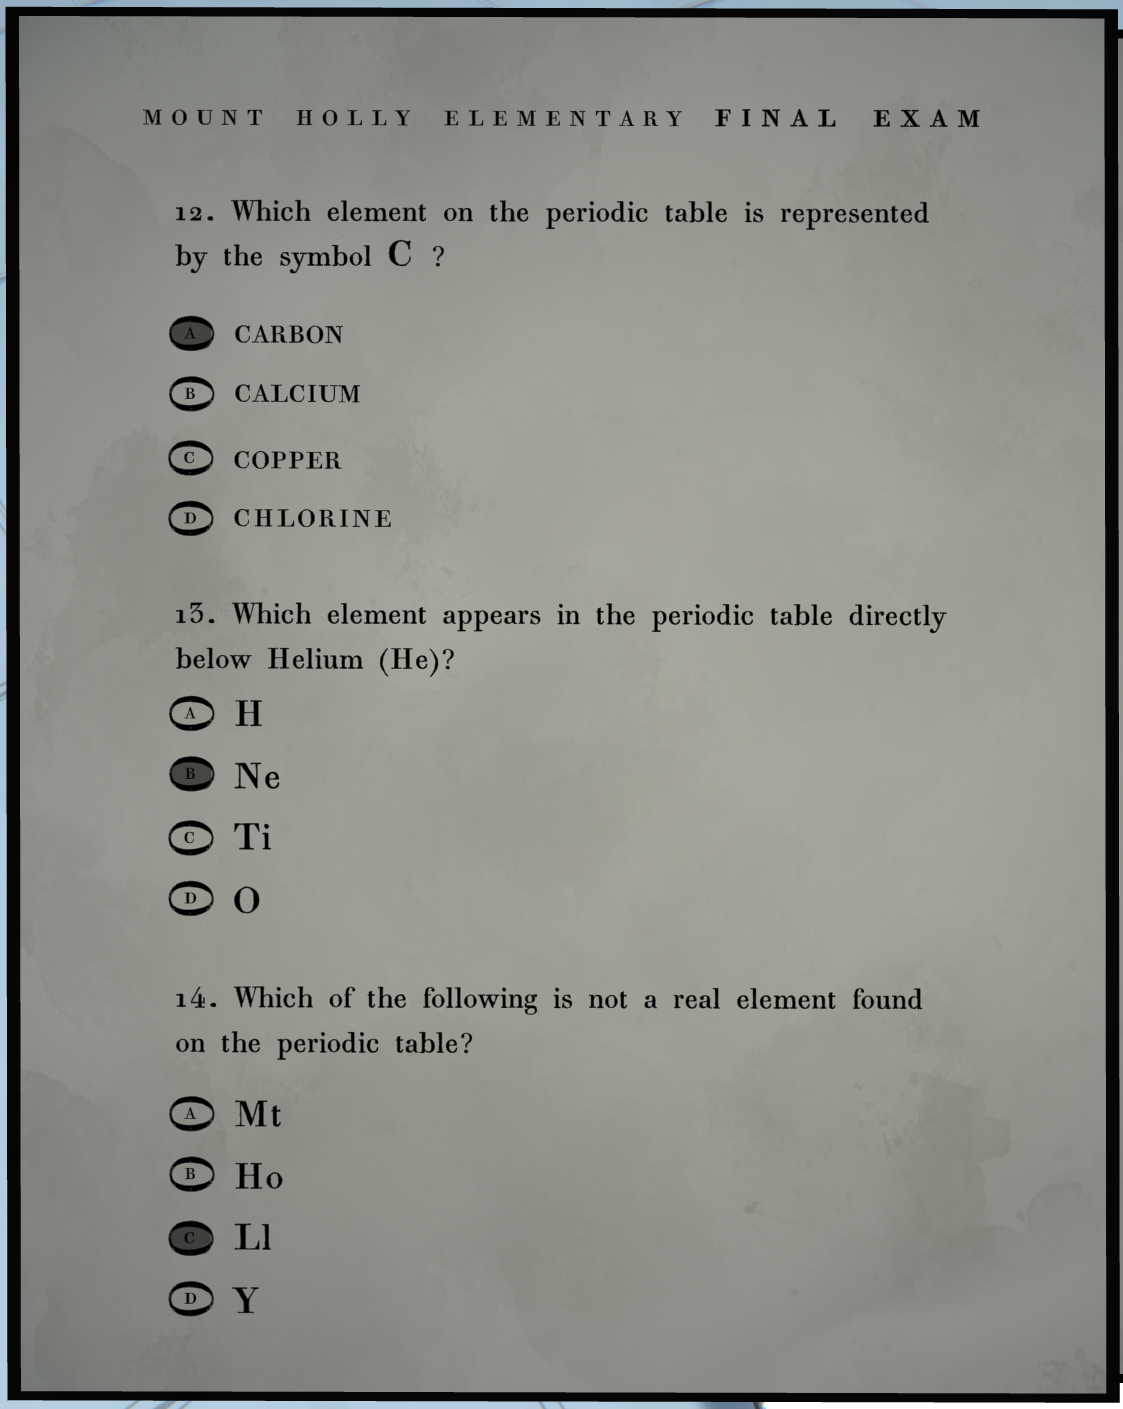 MOUNT HOLLY ELEMENTARY FINAL EXAM
12. Which element on the periodic table is represented
by the symbol C ?
A CARBON
B CALCIUM
C COPPER
D CHLORINE
13. Which element appears in the periodic table directly
below Helium (He)?
A H
B Ne
C Ti
D O
14. Which of the following is not a real element found
on the periodic table?
A Mt
B Ho
C Ll
D Y